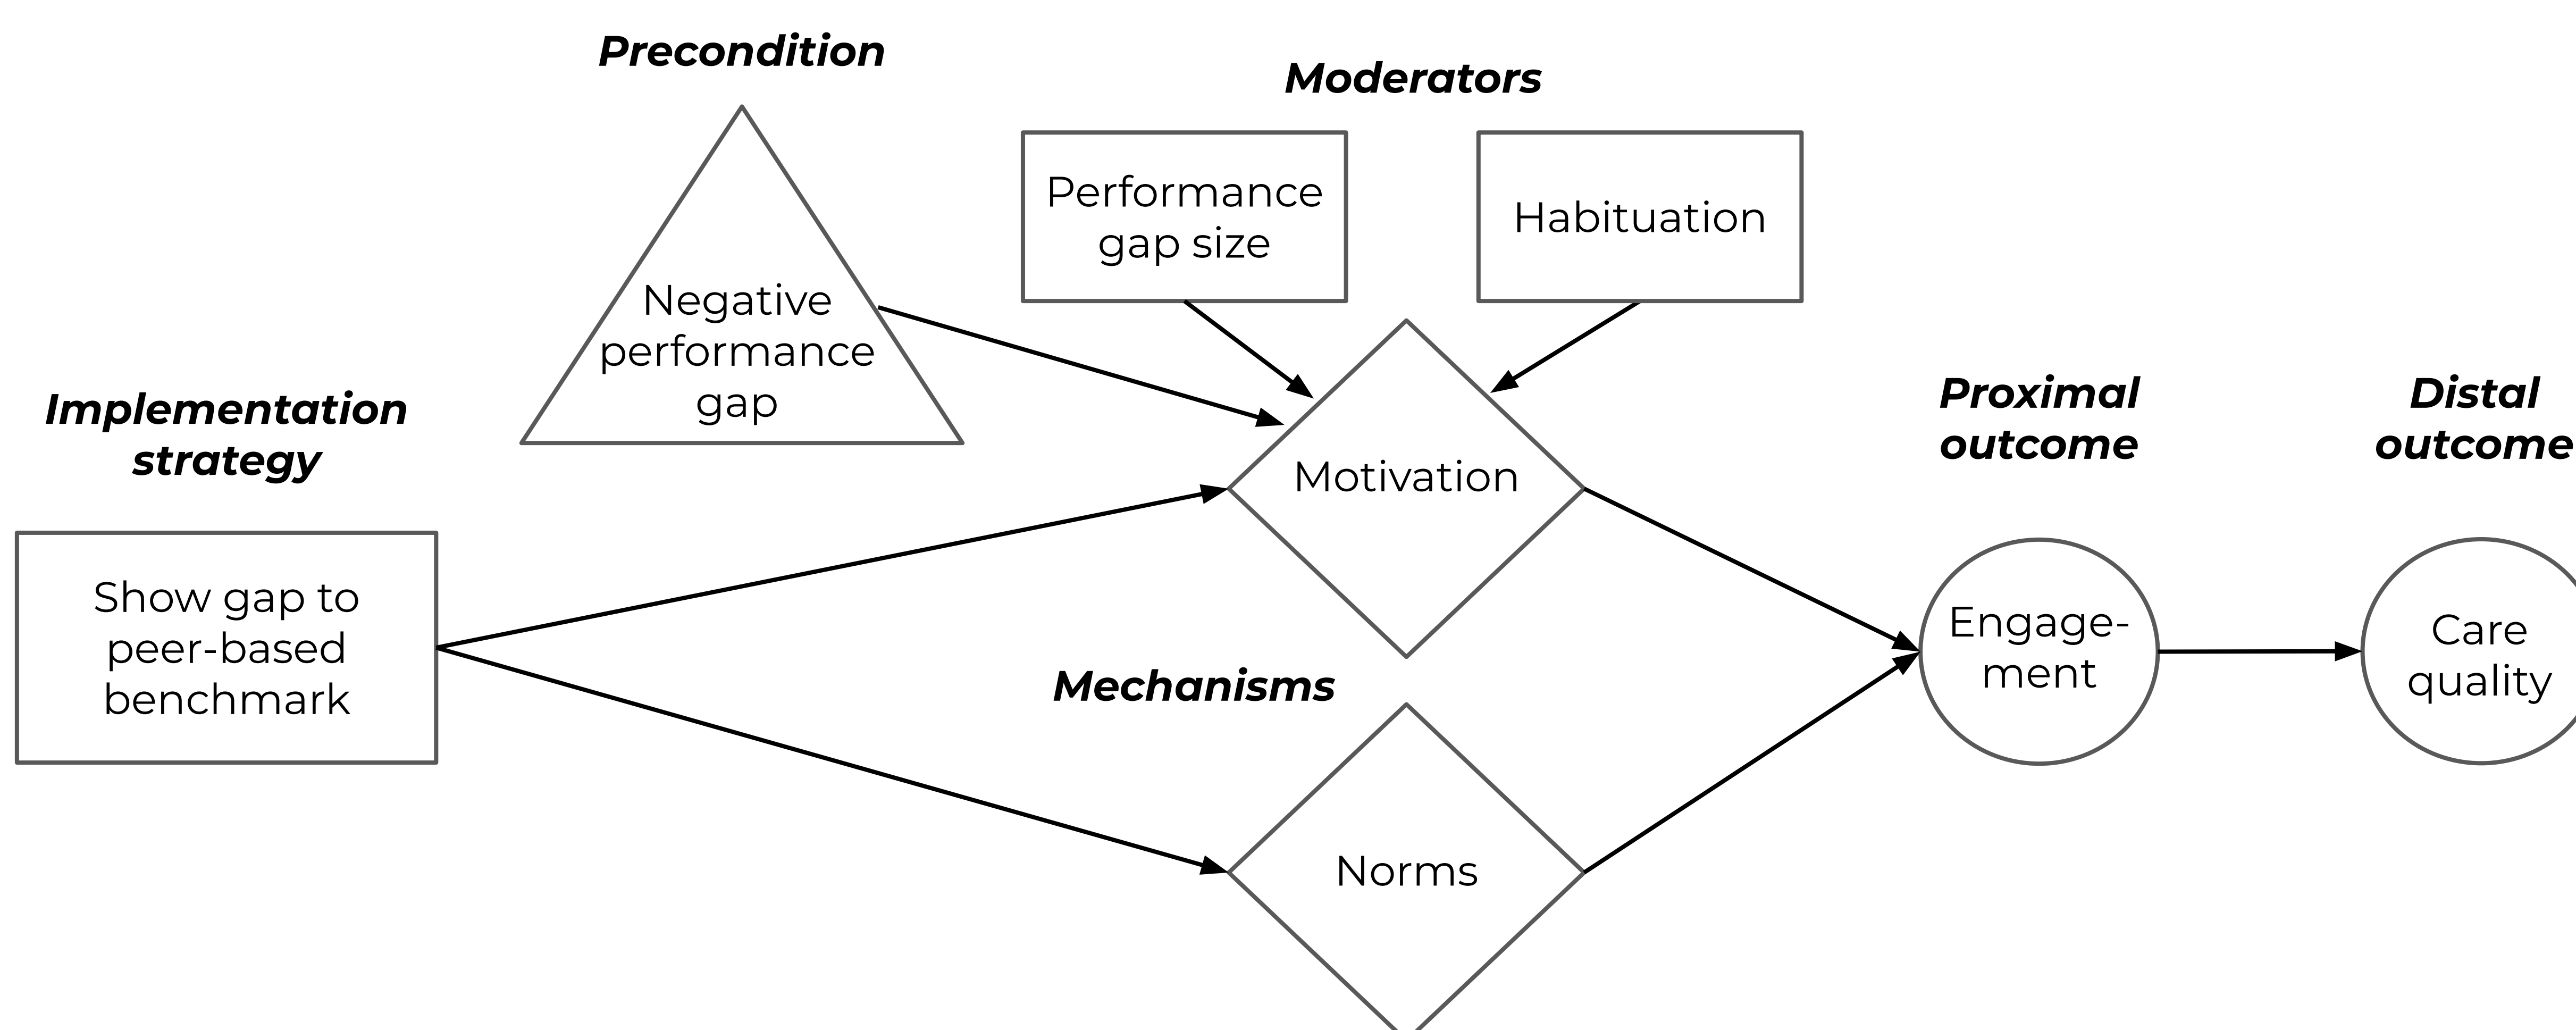 Precondition
Moderators
Performance
gap size
Habituation
Negative
performance
gap
Implementation
strategy
Proximal
outcome
Distal
outcome
Motivation
Show gap to
peer-based
benchmark
Engage-
ment
Care
quality
Mechanisms
Norms